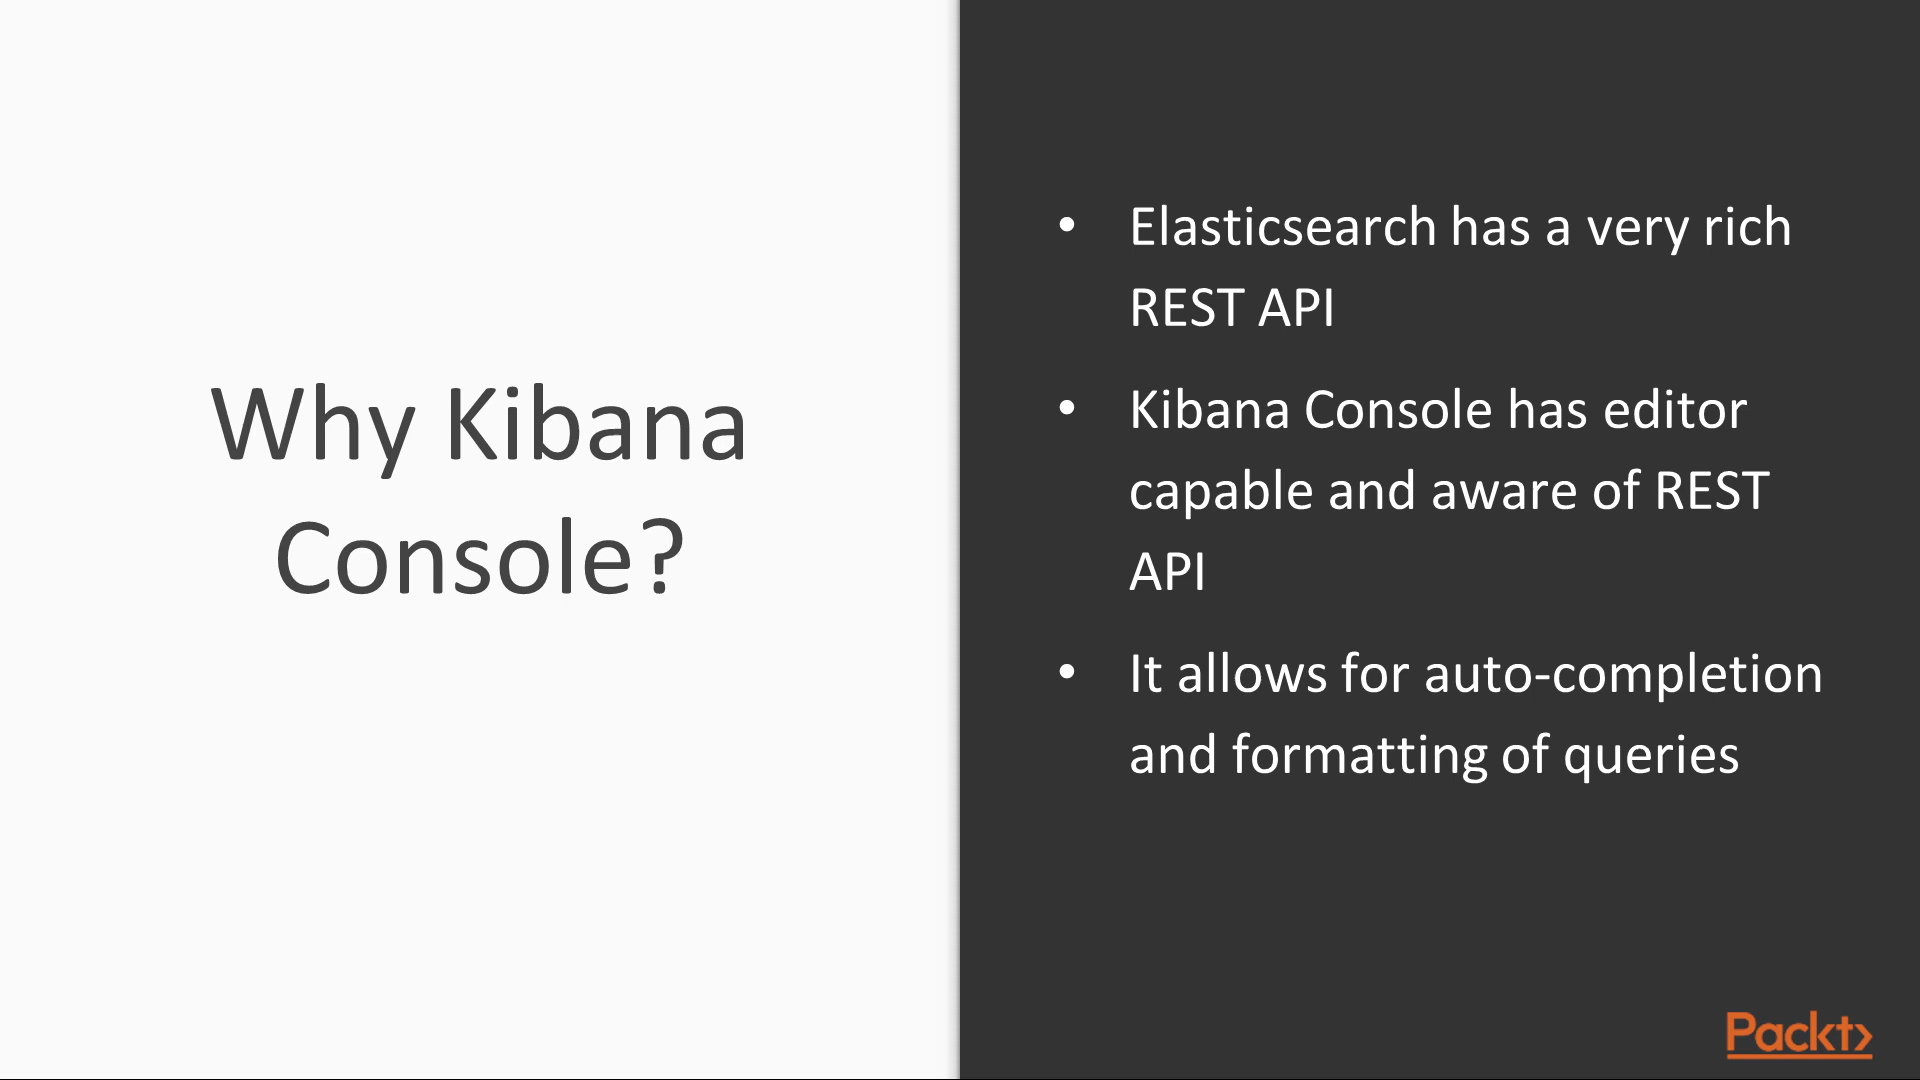 Why Kibana
Console?
• Elasticsearch has a very rich
REST API
• Kibana Console has editor
capable and aware of REST
API
• It allows for auto-completion
and formatting of queries
Packt>